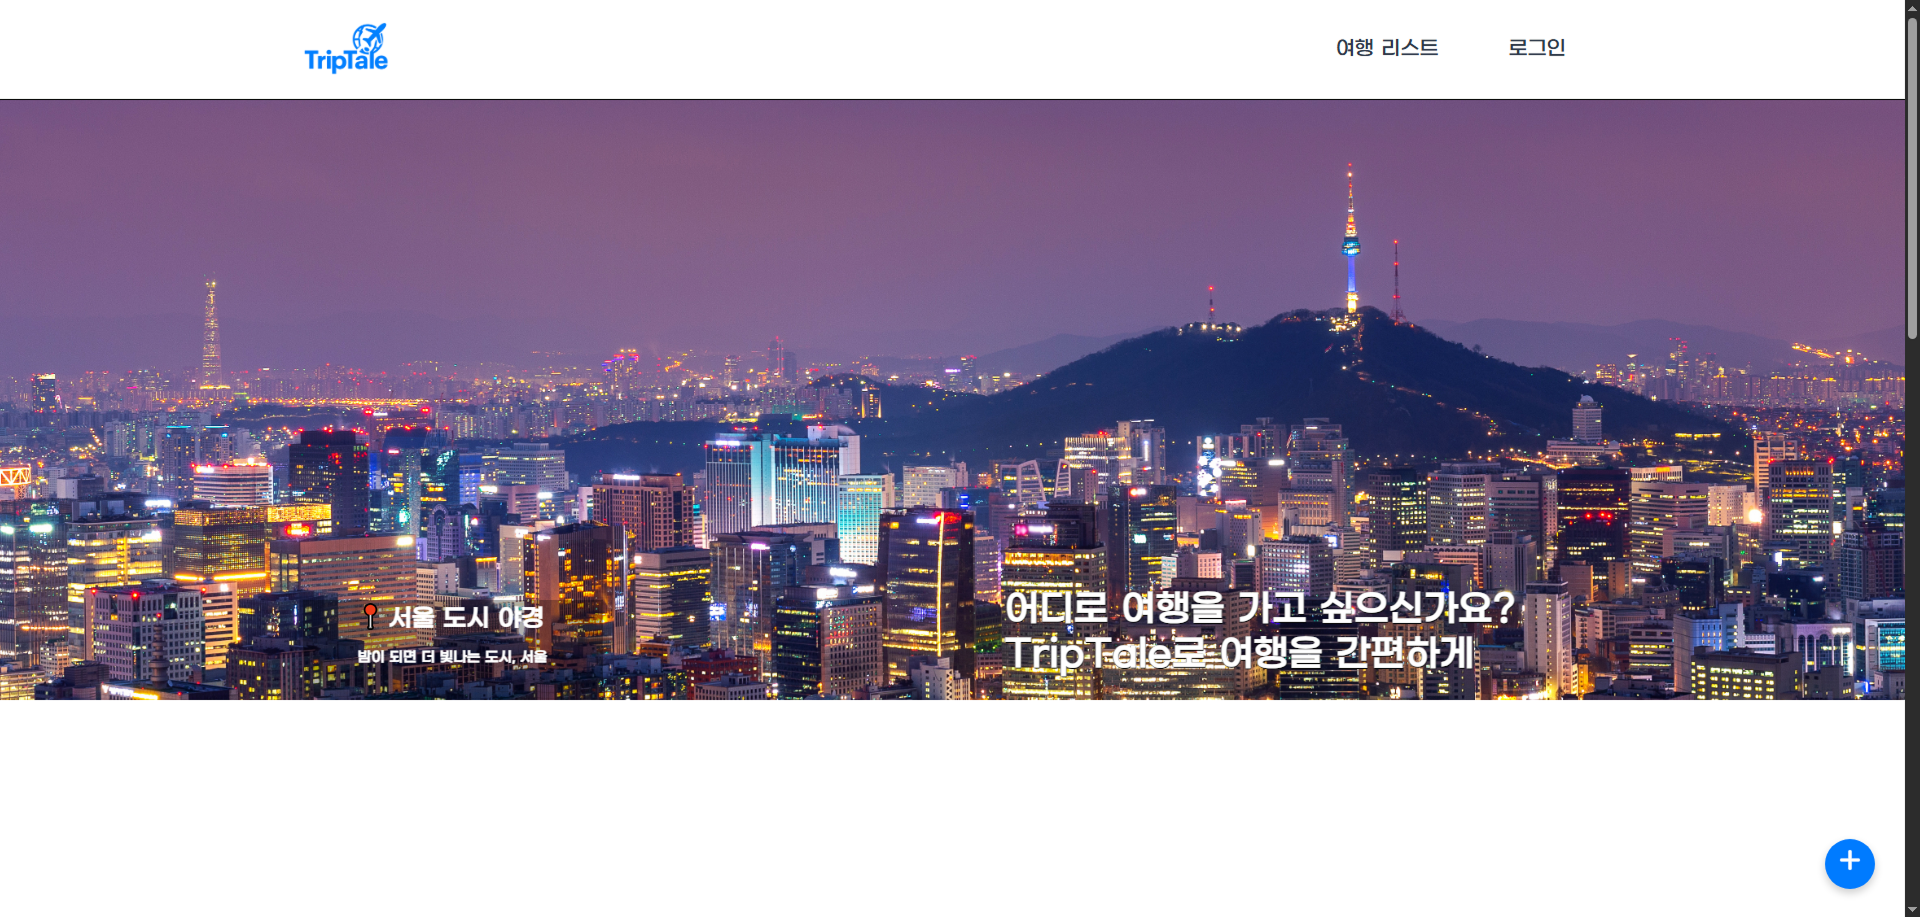 TripTale
여행 리스트
로그인
서울 도시 야경
밤이 되면 더 빛나는 도시, 서울
어디로 여행을 가고 싶으신가요?
TripTale로 여행을 간편하게